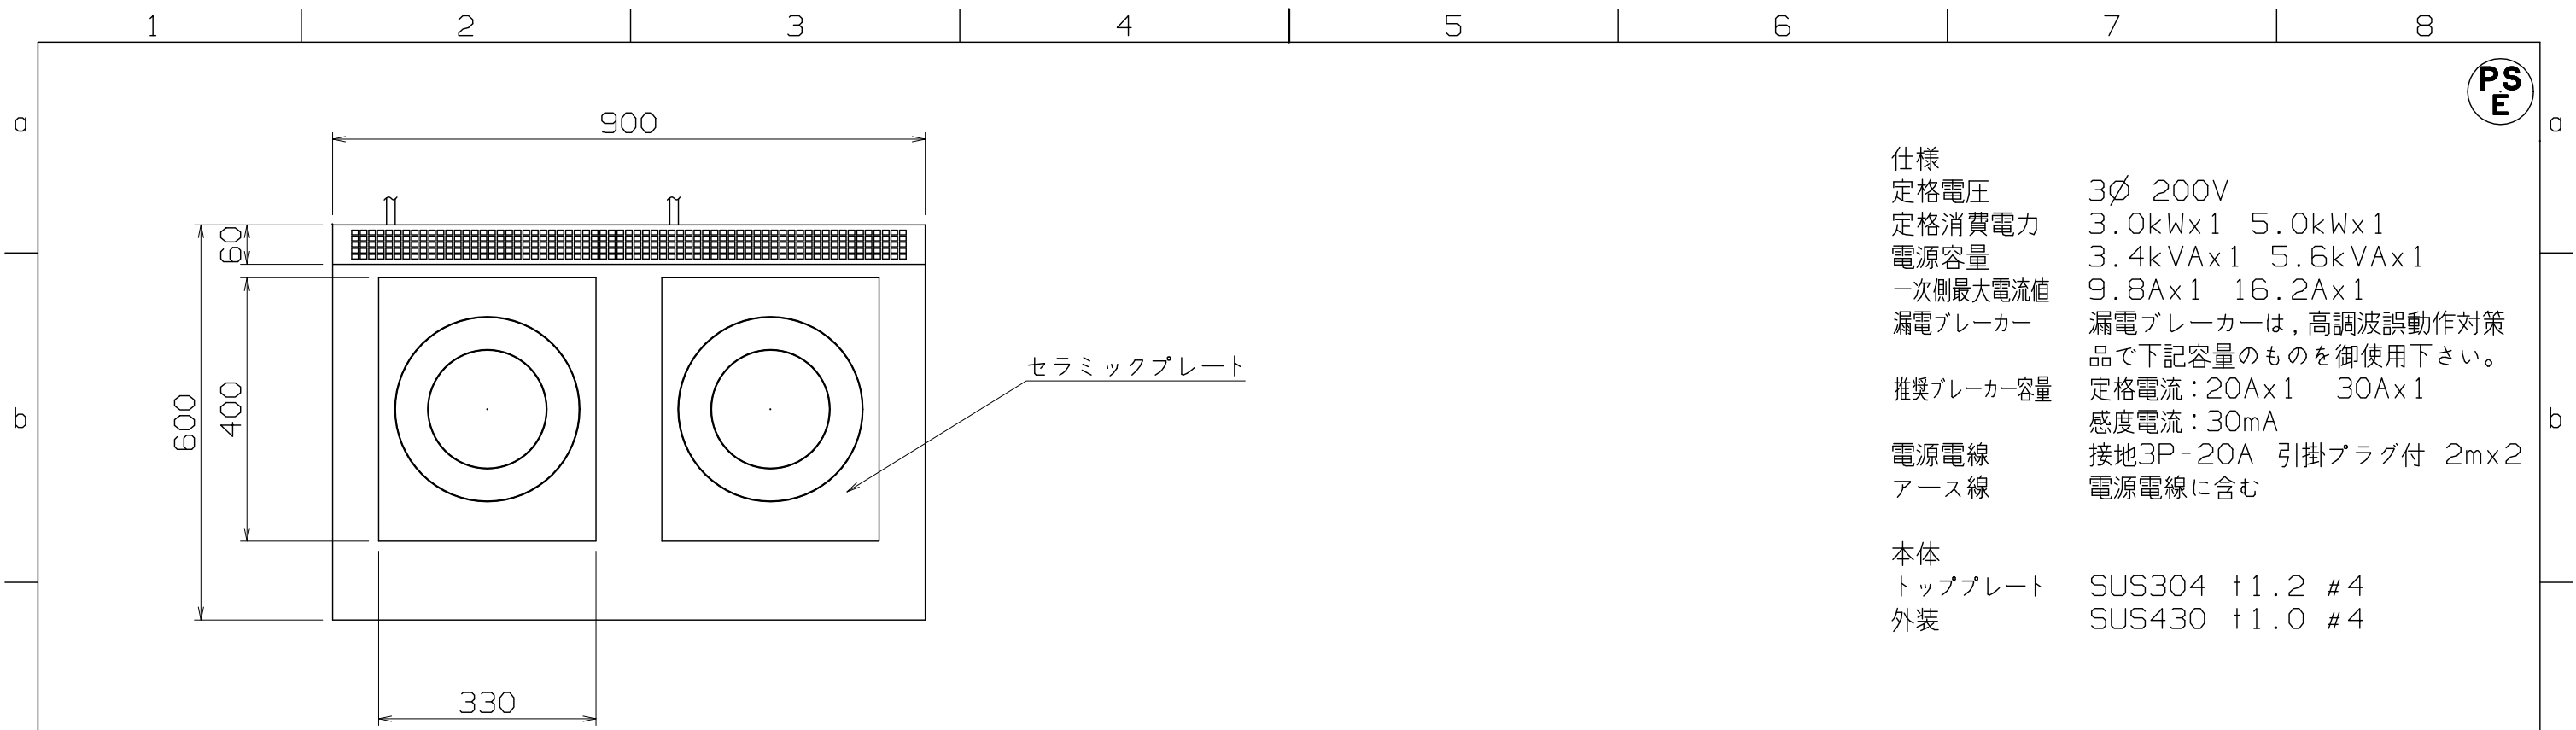 1 2 3 4 5 6 7 8
PS
E
a a
900
60
400
600
330
セラミックプレート
b b
仕様
定格電圧 3∅ 200V
定格消費電力 3.0kWx1 5.0kWx1
電源容量 3.4kVAx1 5.6kVAx1
一次側最大電流値 9.8Ax1 16.2Ax1
漏電ブレーカー 漏電ブレーカーは,高調波誤動作対策
品で下記容量のものを御使用下さい。
推奨ブレーカー容量 定格電流:20Ax1 30Ax1
感度電流:30mA
電源電線 接地3P-20A 引掛プラグ付 2mx2
アース線 電源電線に含む
本体
トッププレート SUS304 t1.2 #4
外装 SUS430 t1.0 #4